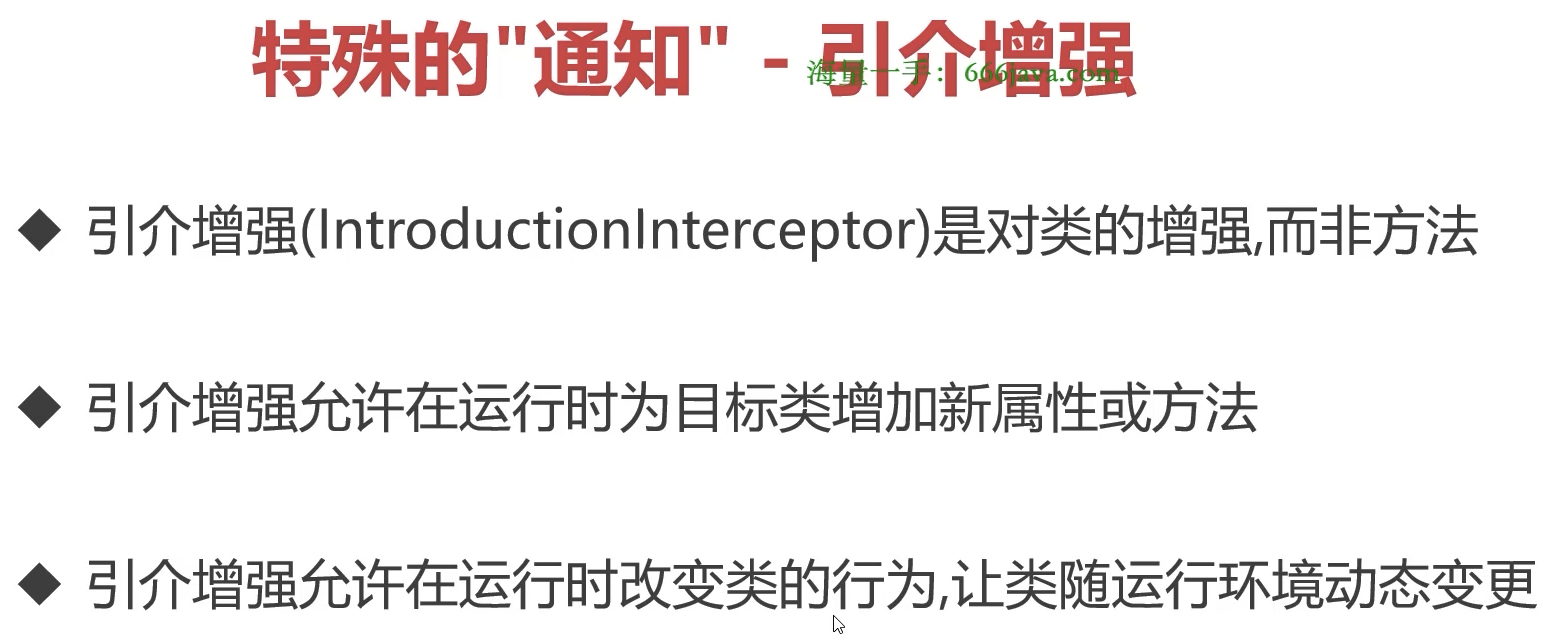 特殊的"通知" - 引介增强
海量一手：666java.com
◆ 引介增强(IntroductionInterceptor)是对类的增强,而非方法
◆ 引介增强允许在运行时为目标类增加新属性或方法
◆ 引介增强允许在运行时改变类的行为,让类随运行环境动态变更